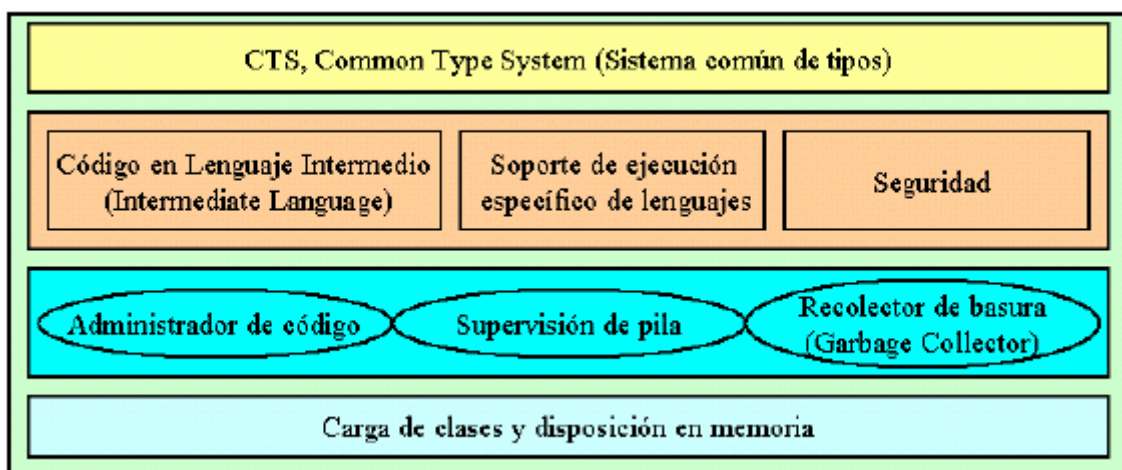 CTS, Common Type System (Sistema común de tipos)
Código en Lenguaje Intermedio
(Intermediate Language)
Soporte de ejecución
específico de lenguajes
Seguridad
Administrador de código
Supervisión de pila
Recolector de basura
(Garbage Collector)
Carga de clases y disposición en memoria